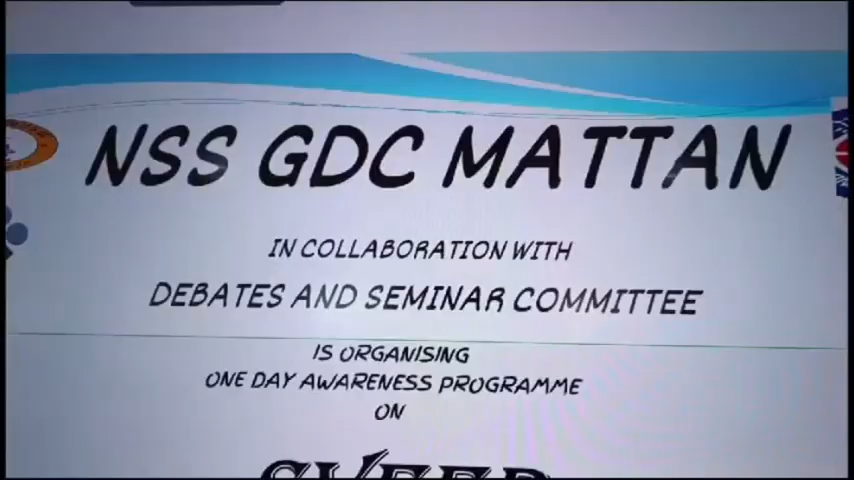 NSS GDC MATTAN
IN COLLABORATION WITH
DEBATES AND SEMINAR COMMITTEE
IS ORGANISING
ONE DAY AWARENESS PROGRAMME
ON